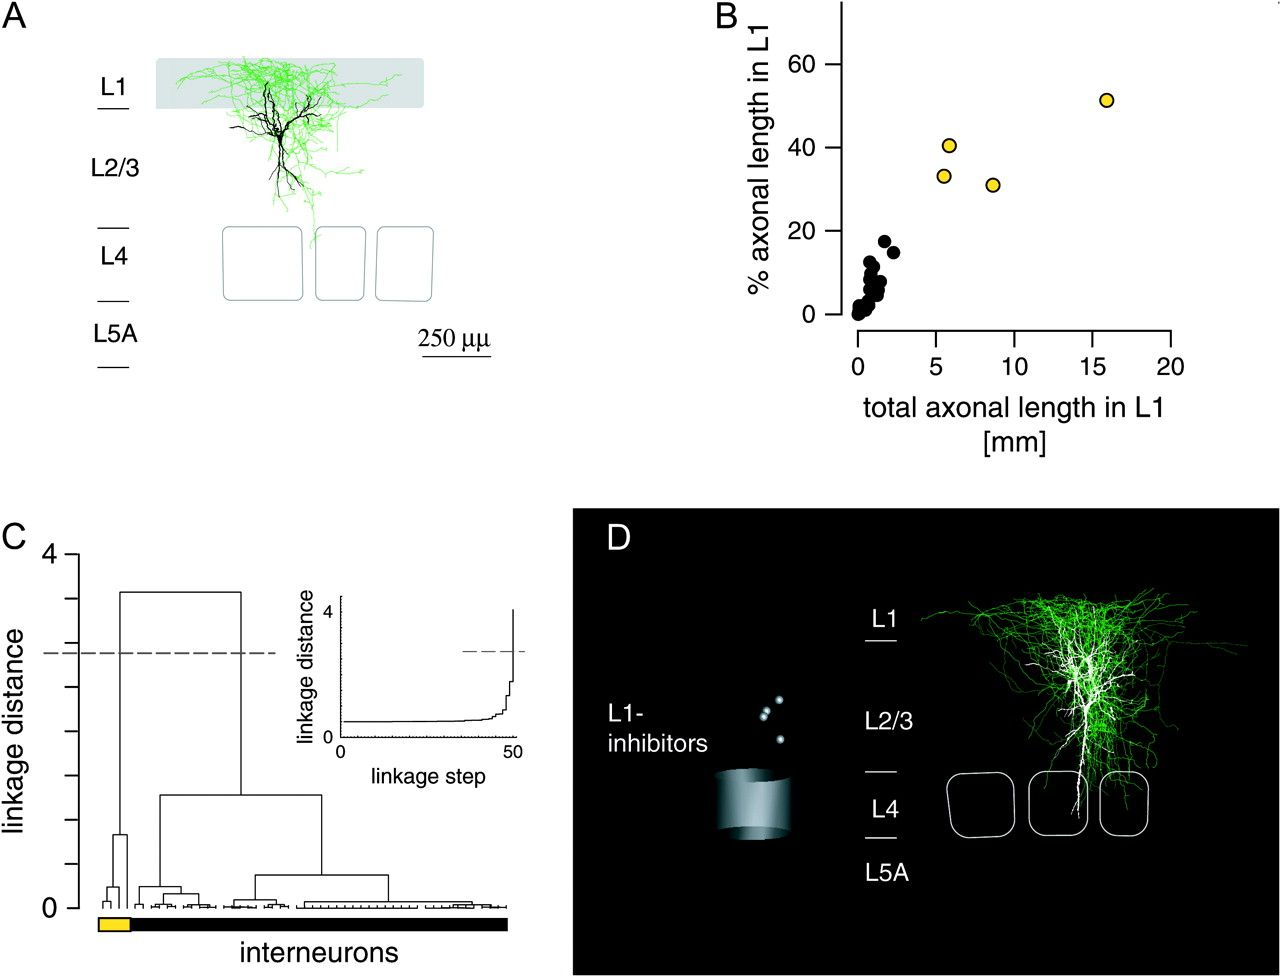 A
L1
L2/3
L4
L5A
250 μμ
B
% axonal length in L1
60
40
20
0
0 5 10 15 20
total axonal length in L1
[mm]
C
4
0
linkage distance
interneurons
linkage distance
4
0
0 50
linkage step
D
L1
L2/3
L4
L5A
L1-
inhibitors